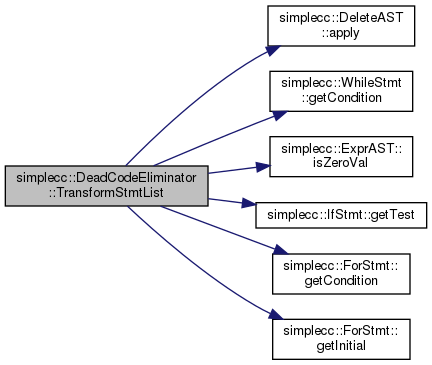 simplecc::DeadCodeEliminator
::TransformStmtList
simplecc::DeleteAST
::apply
simplecc::WhileStmt
::getCondition
simplecc::ExprAST::
isZeroVal
simplecc::IfStmt::getTest
simplecc::ForStmt::
getCondition
simplecc::ForStmt::
getInitial